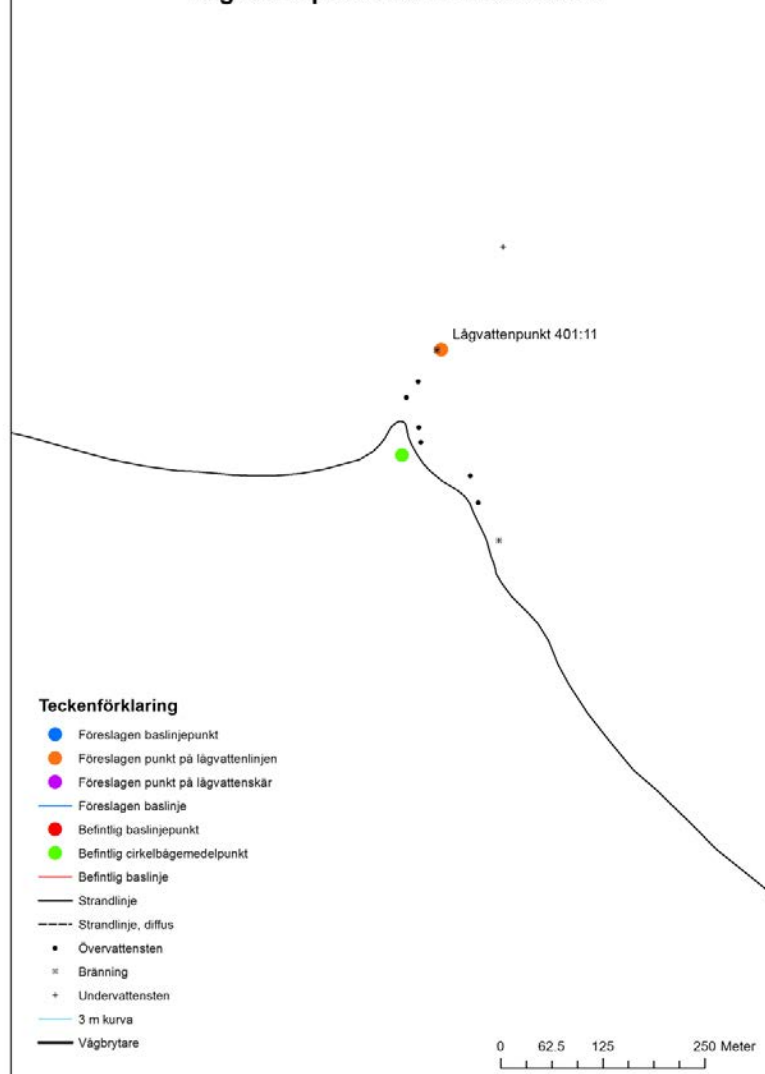 Lågvattenpunkt 401:11
Teckenförklaring
Föreslagen baslinjepunkt
Föreslagen punkt på lågvattenlinjen
Föreslagen punkt på lågvattenskär
Föreslagen baslinje
Befintlig baslinjepunkt
Befintlig cirkelbågemedelpunkt
Befintlig baslinje
Strandlinje
Strandlinje, diffus
Övervattensten
Bränning
Undervattensten
3 m kurva
Vågbrytare
0 62.5 125 250 Meter